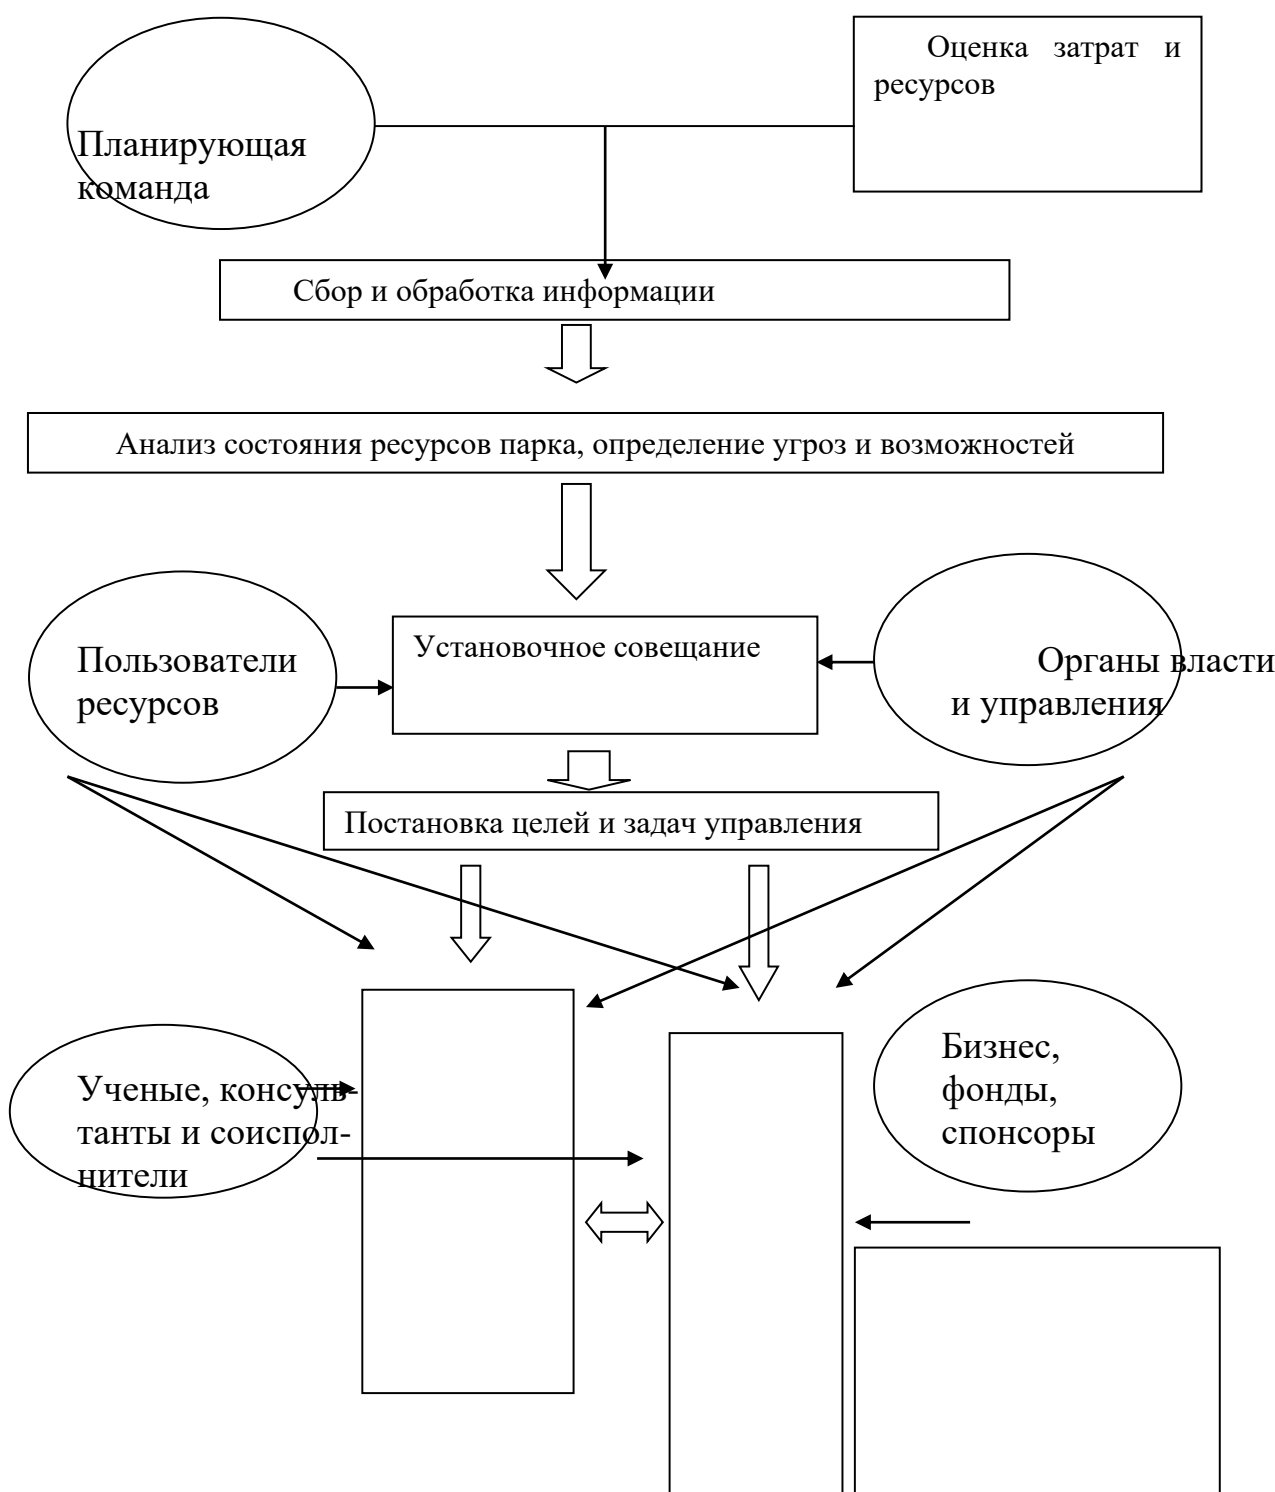 Оценка затрат и
ресурсов
Планирующая
команда
Сбор и обработка информации
Анализ состояния ресурсов парка, определение угроз и возможностей
Установочное совещание
Пользователи
ресурсов
Органы власти
и управления
Постановка целей и задач управления
Ученые, консуль-
танты и соиспол-
нители
Бизнес,
фонды,
спонсоры